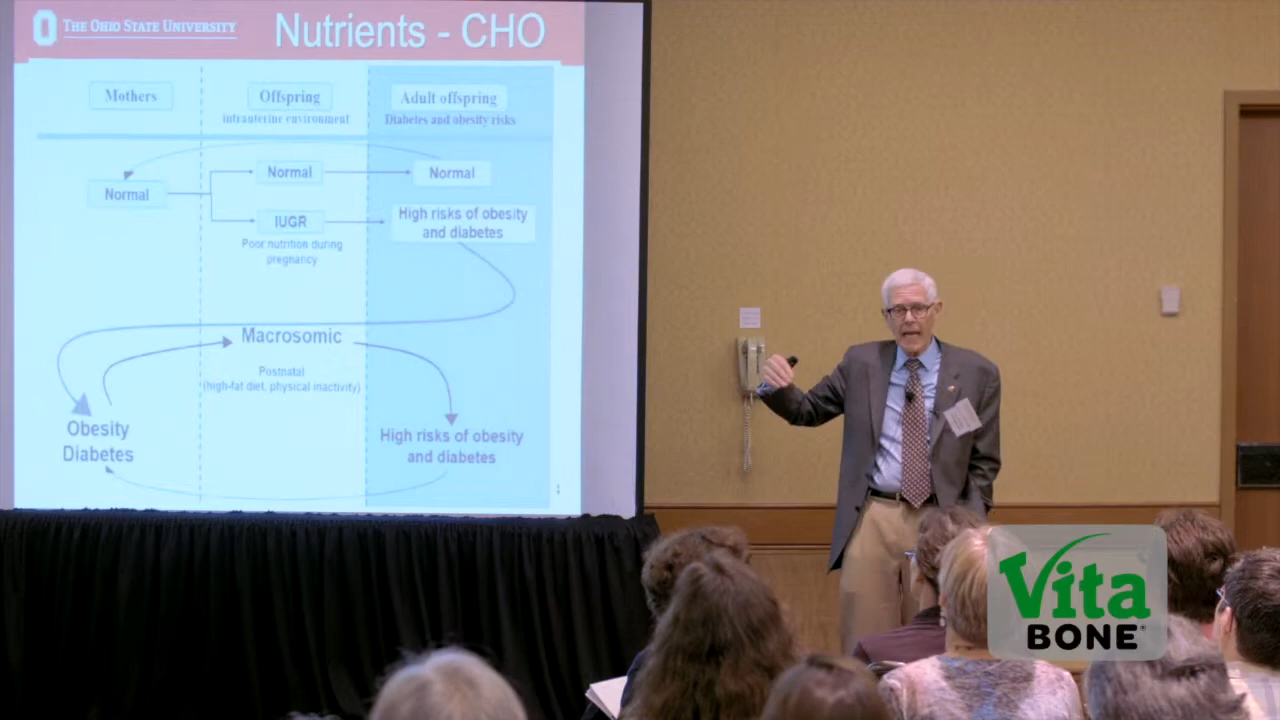 THE OHIO STATE UNIVERSITY
Nutrients - CHO
Mothers
Offspring
intrauterine environment
Adult offspring
Diabetes and obesity risks
Normal
Normal
Normal
IUGR
Poor nutrition during
pregnancy
High risks of obesity
and diabetes
Macrosomic
Postnatal
(high-fat diet, physical inactivity)
Obesity
Diabetes
High risks of obesity
and diabetes
Vita
BONE